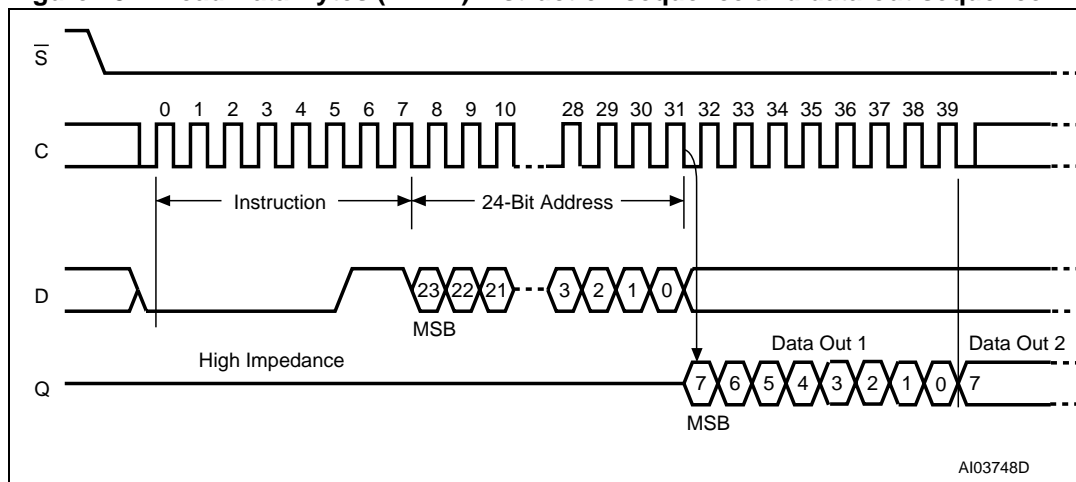 S
0 1 2 3 4 5 6 7 8 9 10 28 29 30 31 32 33 34 35 36 37 38 39
C
Instruction 24-Bit Address
D 23 22 21 3 2 1 0
MSB
High Impedance Data Out 1 Data Out 2
Q 7 6 5 4 3 2 1 0 7
MSB
AI03748D